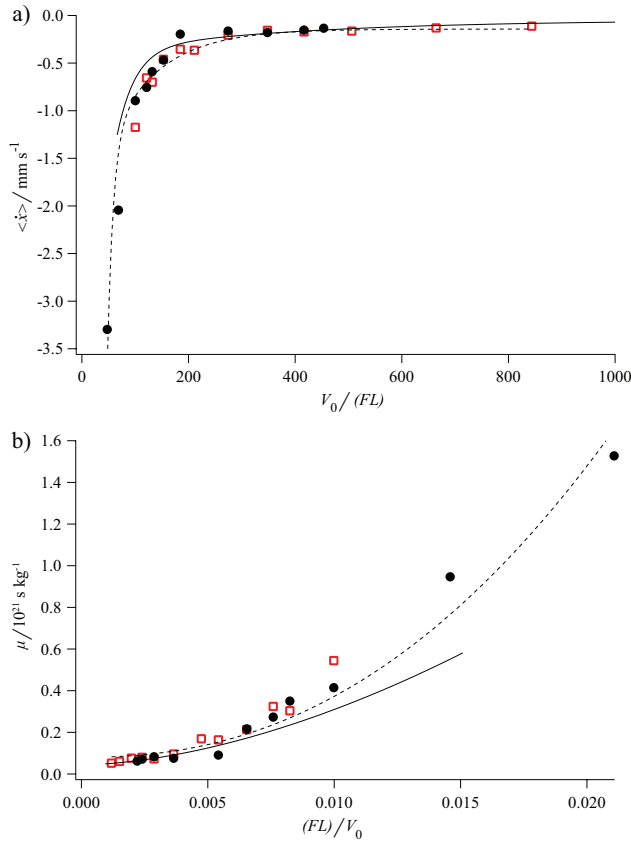 a)
0.0
-0.5
-1.0
-1.5
-2.0
-2.5
-3.0
-3.5
<ẋ> / mm s⁻¹
0 200 400 600 800 1000
V₀ / (FL)
b)
1.6
1.4
1.2
1.0
0.8
0.6
0.4
0.2
0.0
μ /10²¹ s kg⁻¹
0.000 0.005 0.010 0.015 0.020
(FL) / V₀